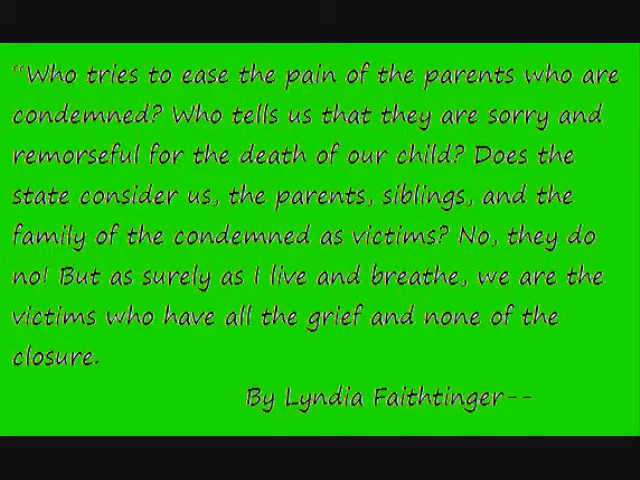 “Who tries to ease the pain of the parents who are
condemned? Who tells us that they are sorry and
remorseful for the death of our child? Does the
state consider us, the parents, siblings, and the
family of the condemned as victims? No, they do
no! But as surely as I live and breathe, we are the
victims who have all the grief and none of the
closure.
By Lyndia Faithtinger--